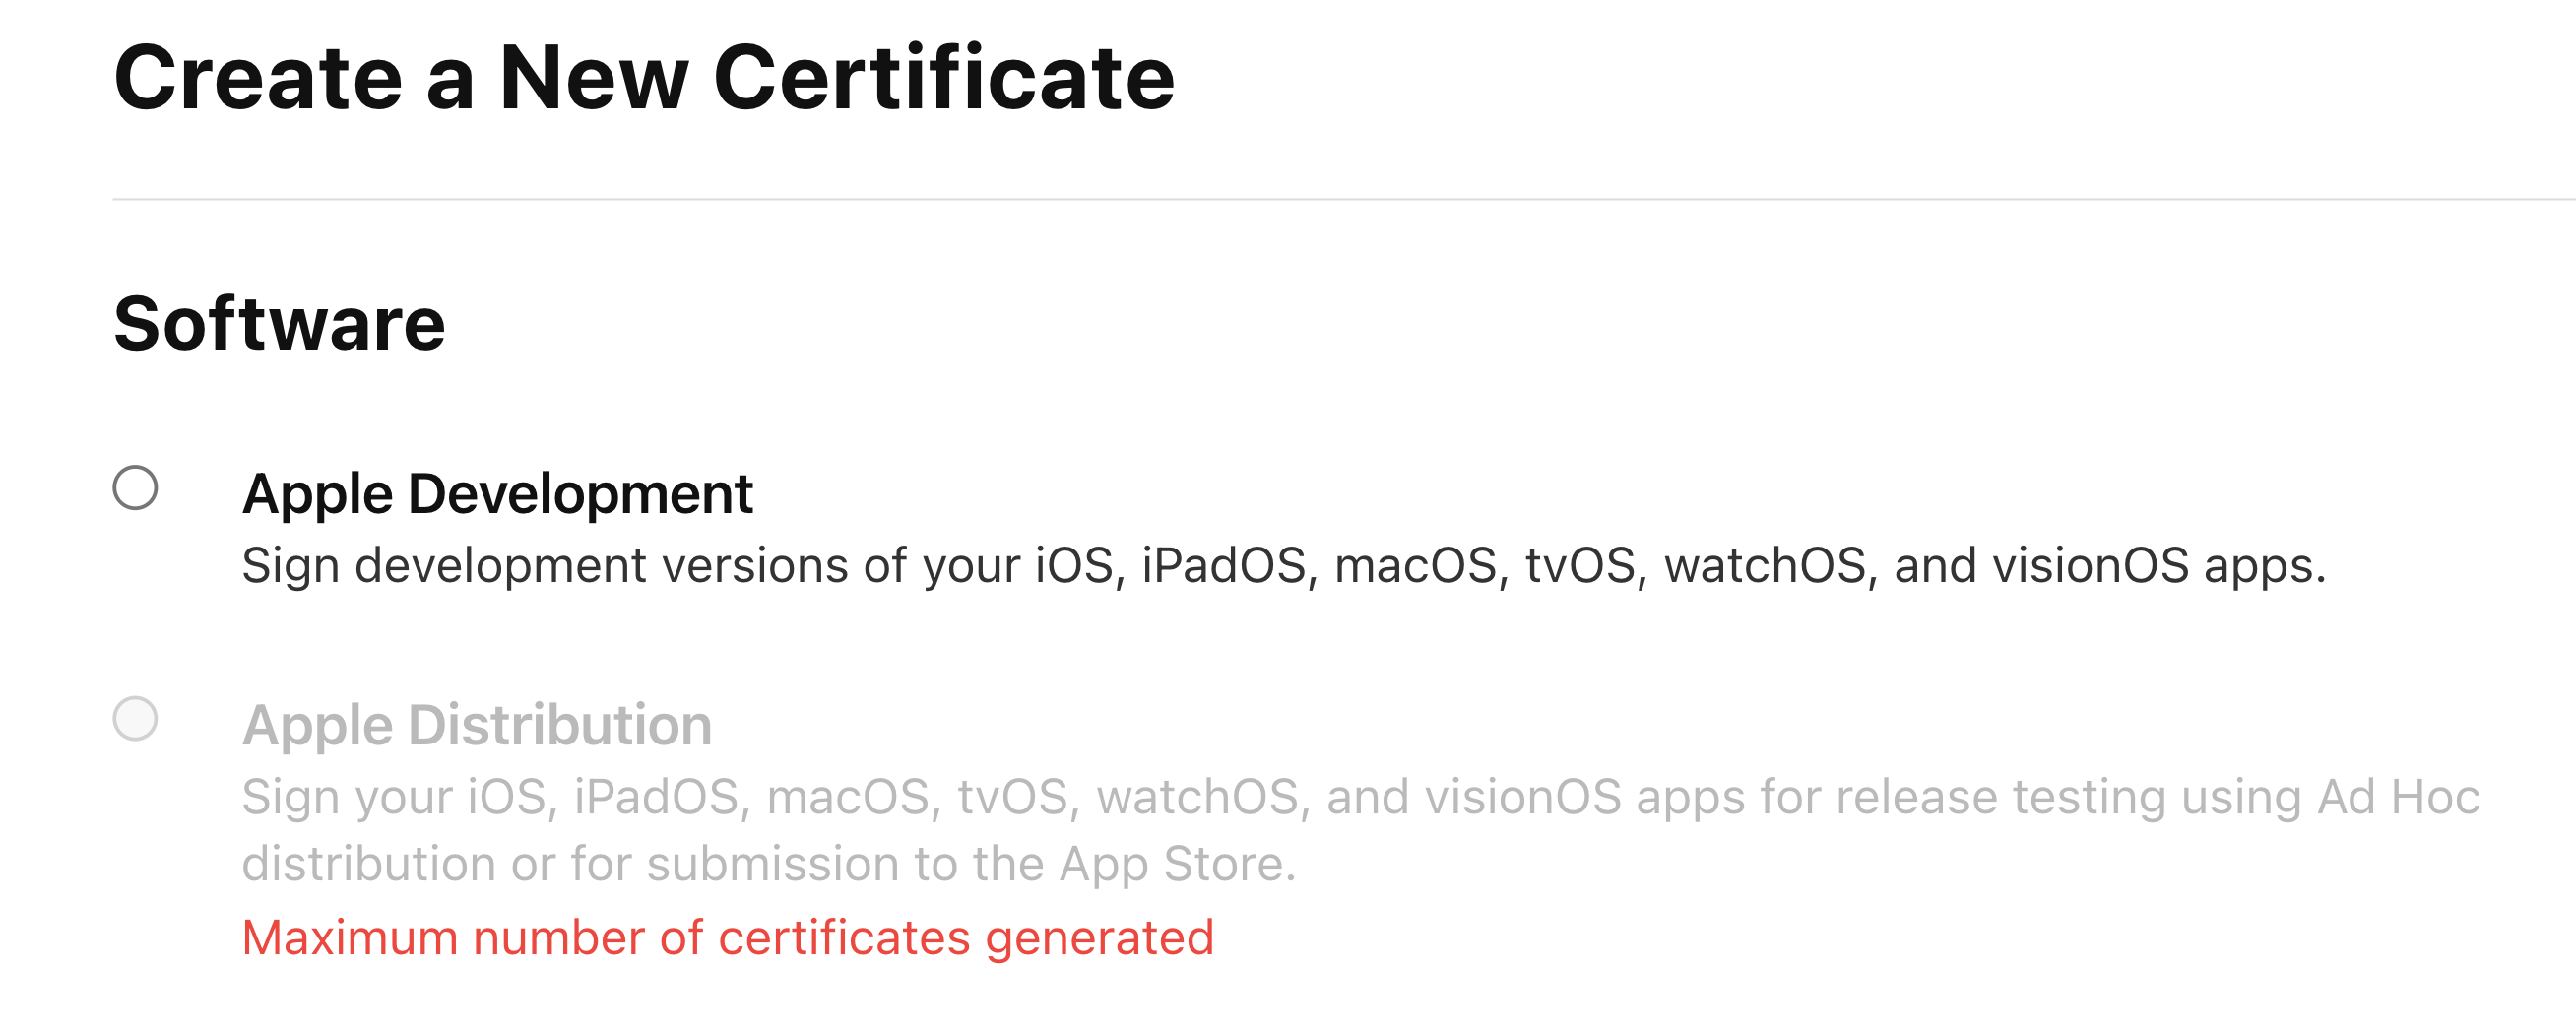 Create a New Certificate
Software
Apple Development
Sign development versions of your iOS, iPadOS, macOS, tvOS, watchOS, and visionOS apps.
Apple Distribution
Sign your iOS, iPadOS, macOS, tvOS, watchOS, and visionOS apps for release testing using Ad Hoc
distribution or for submission to the App Store.
Maximum number of certificates generated